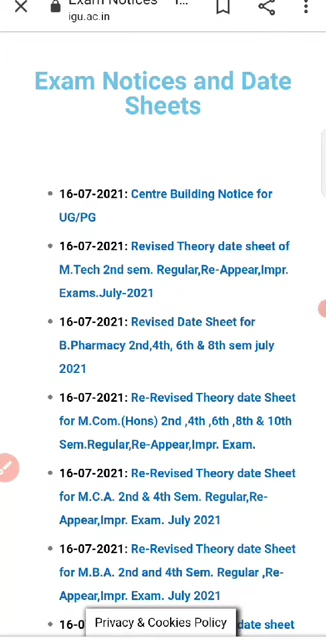 Exam Notices
igu.ac.in
Exam Notices and Date
Sheets
16-07-2021: Centre Building Notice for
UG/PG
16-07-2021: Revised Theory date sheet of
M.Tech 2nd sem. Regular,Re-Appear,Impr.
Exams.July-2021
16-07-2021: Revised Date Sheet for
B.Pharmacy 2nd,4th, 6th & 8th sem july
2021
16-07-2021: Re-Revised Theory date Sheet
for M.Com.(Hons) 2nd ,4th ,6th ,8th & 10th
Sem.Regular,Re-Appear,Impr. Exam.
16-07-2021: Re-Revised Theory date Sheet
for M.C.A. 2nd & 4th Sem. Regular,Re-
Appear,Impr. Exam. July 2021
16-07-2021: Re-Revised Theory date Sheet
for M.B.A. 2nd and 4th Sem. Regular ,Re-
Appear,Impr. Exam. July 2021
16-0 date sheet
Privacy & Cookies Policy